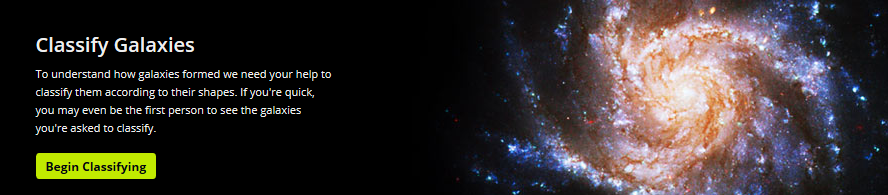 Classify Galaxies
To understand how galaxies formed we need your help to
classify them according to their shapes. If you're quick,
you may even be the first person to see the galaxies
you're asked to classify.
Begin Classifying